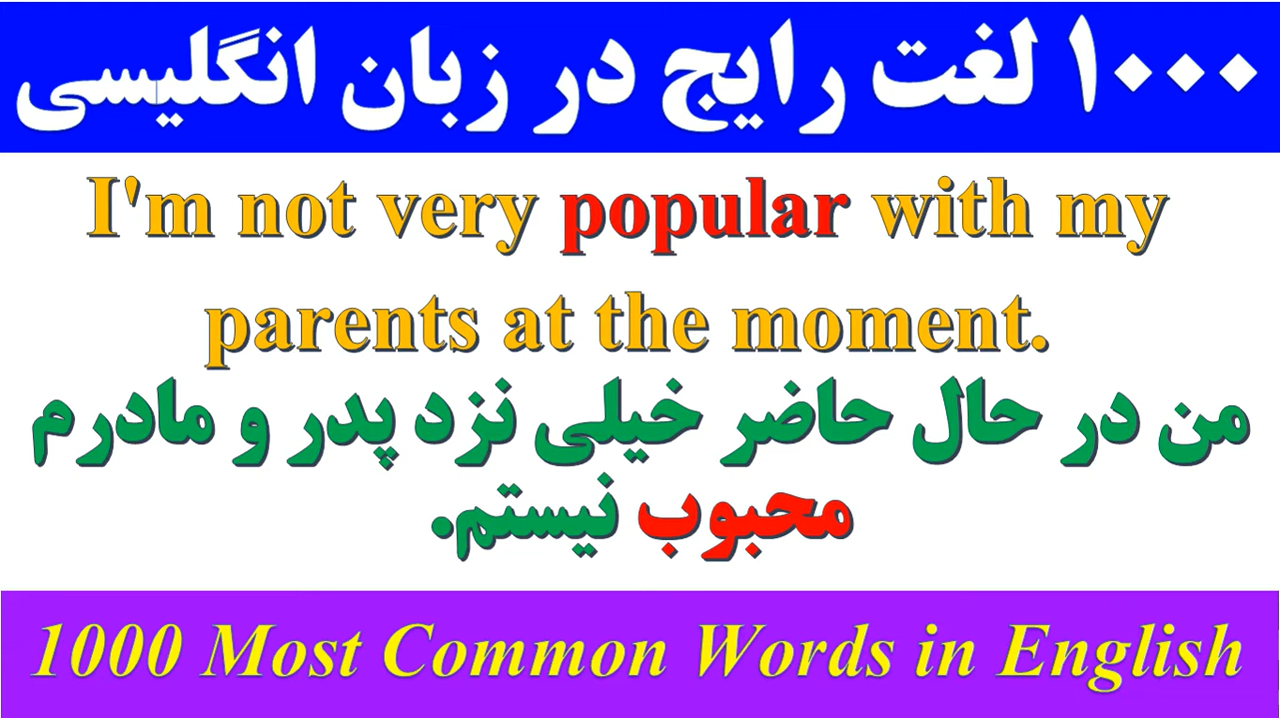 ۱۰۰۰ لغت رایج در زبان انگلیسی
I'm not very popular with my
parents at the moment.
من در حال حاضر خیلی نزد پدر و مادرم
محبوب نیستم.
1000 Most Common Words in English